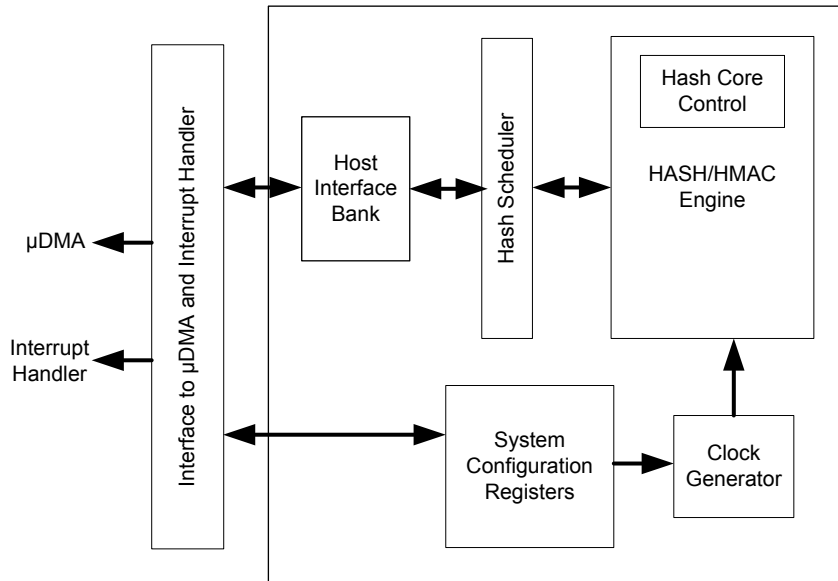 Hash Core
Control
HASH/HMAC
Engine
Hash Scheduler
Host
Interface
Bank
Interface to µDMA and Interrupt Handler
µDMA
Interrupt
Handler
System
Configuration
Registers
Clock
Generator